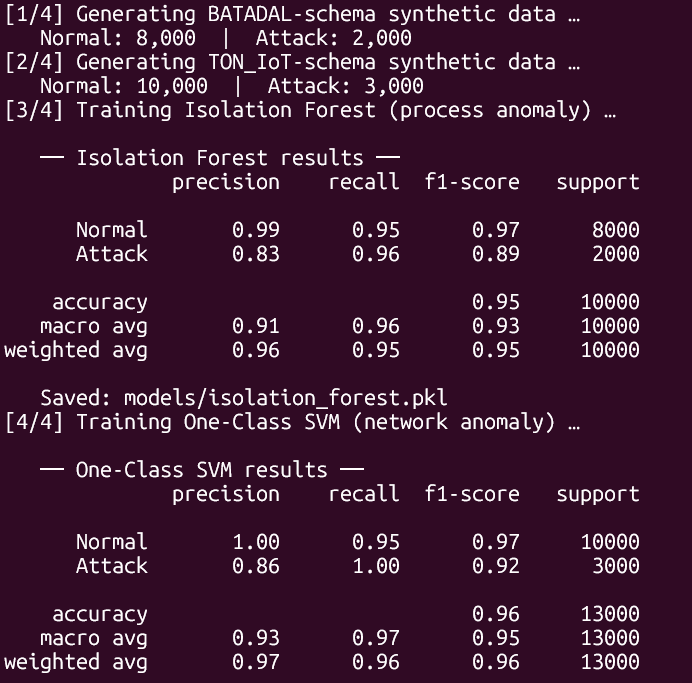 [1/4] Generating BATADAL-schema synthetic data …
Normal: 8,000 | Attack: 2,000
[2/4] Generating TON_IoT-schema synthetic data …
Normal: 10,000 | Attack: 3,000
[3/4] Training Isolation Forest (process anomaly) …
── Isolation Forest results ──
precision recall f1-score support
Normal 0.99 0.95 0.97 8000
Attack 0.83 0.96 0.89 2000
accuracy 0.95 10000
macro avg 0.91 0.96 0.93 10000
weighted avg 0.96 0.95 0.95 10000
Saved: models/isolation_forest.pkl
[4/4] Training One-Class SVM (network anomaly) …
── One-Class SVM results ──
precision recall f1-score support
Normal 1.00 0.95 0.97 10000
Attack 0.86 1.00 0.92 3000
accuracy 0.96 13000
macro avg 0.93 0.97 0.95 13000
weighted avg 0.97 0.96 0.96 13000